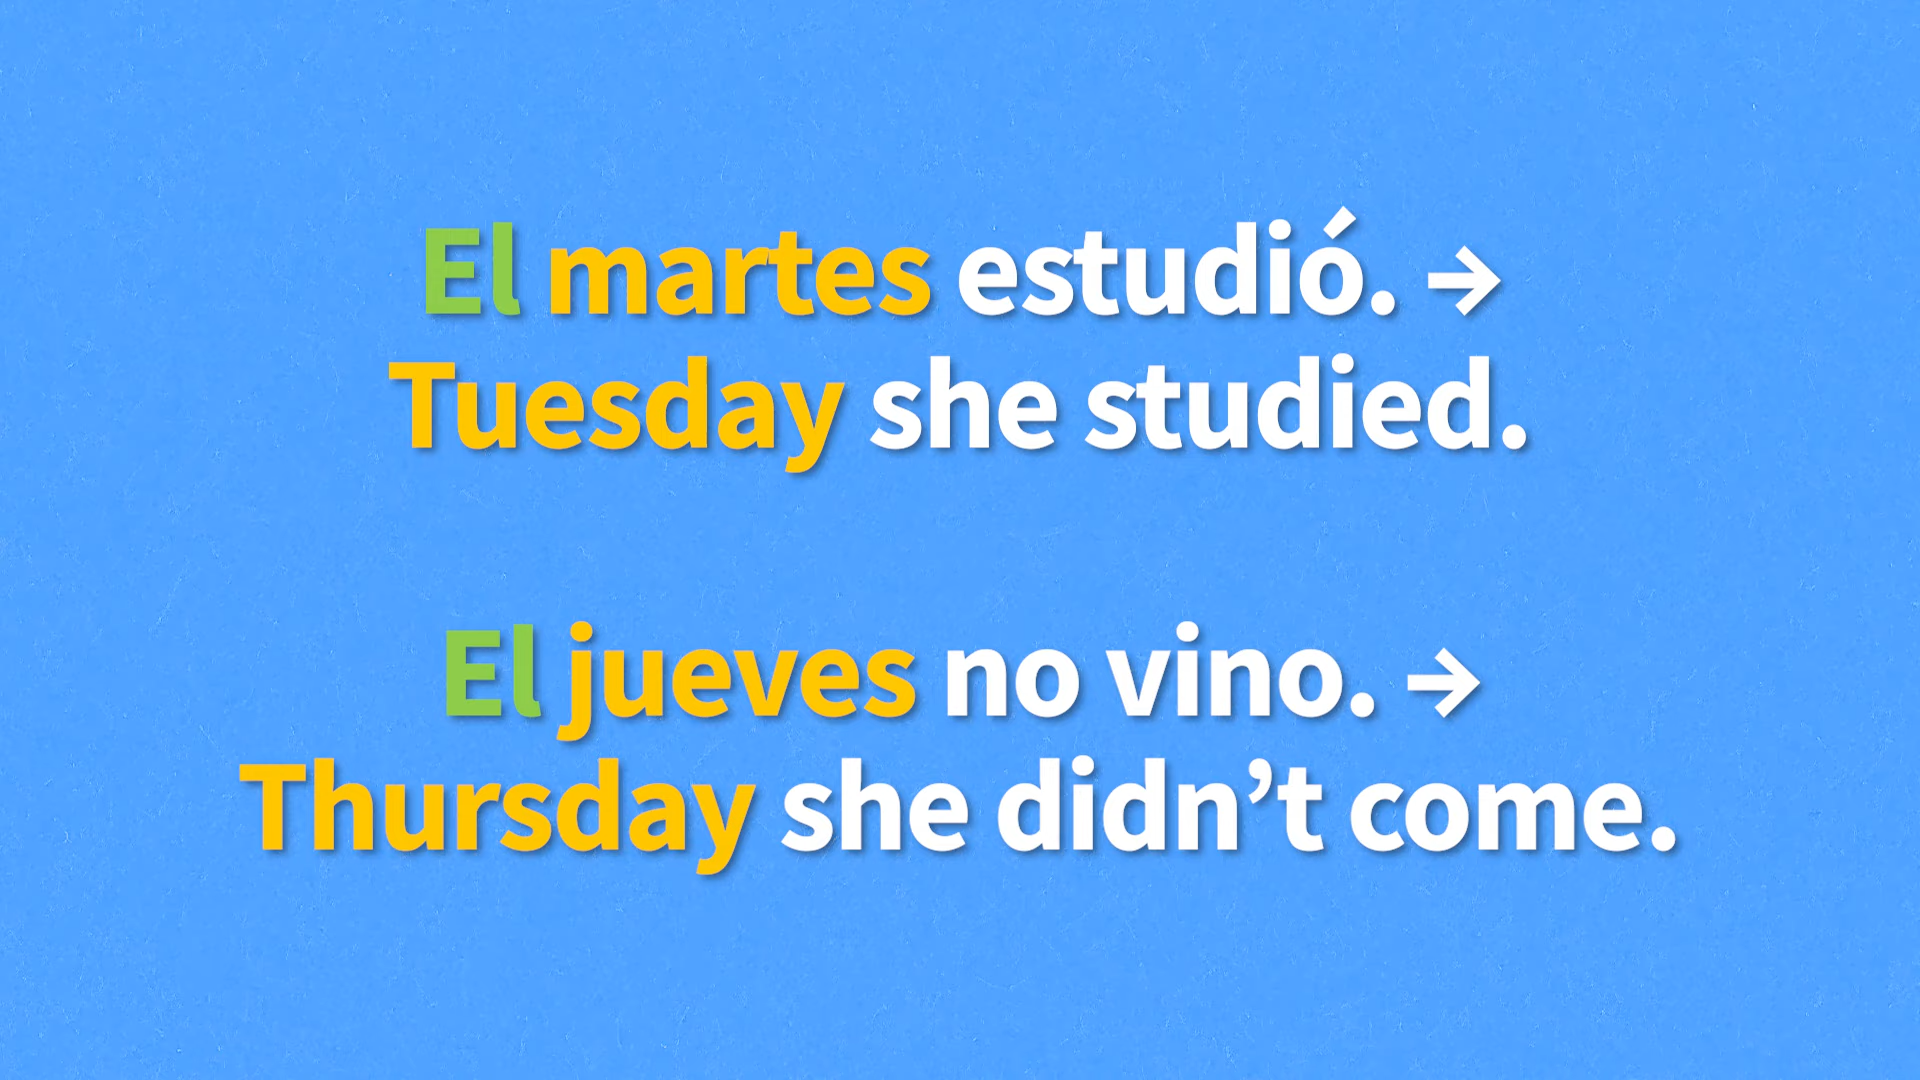 El martes estudió. →
Tuesday she studied.
El jueves no vino. →
Thursday she didn’t come.